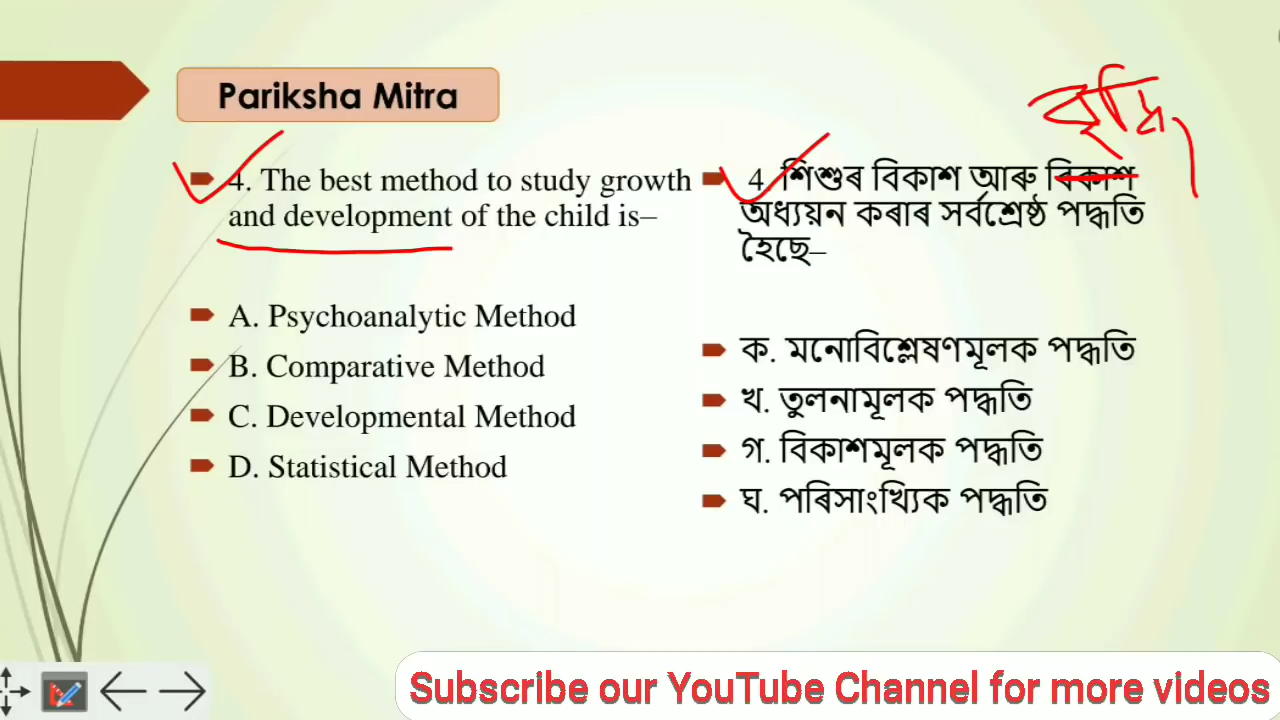 Pariksha Mitra
4. The best method to study growth
and development of the child is–
A. Psychoanalytic Method
B. Comparative Method
C. Developmental Method
D. Statistical Method
বৃদ্ধি
4. শিশুৰ বিকাশ আৰু বিকাশ
অধ্যয়ন কৰাৰ সৰ্বশ্ৰেষ্ঠ পদ্ধতি
হৈছে–
ক. মনোবিশ্লেষণমূলক পদ্ধতি
খ. তুলনামূলক পদ্ধতি
গ. বিকাশমূলক পদ্ধতি
ঘ. পৰিসাংখ্যিক পদ্ধতি
Subscribe our YouTube Channel for more videos